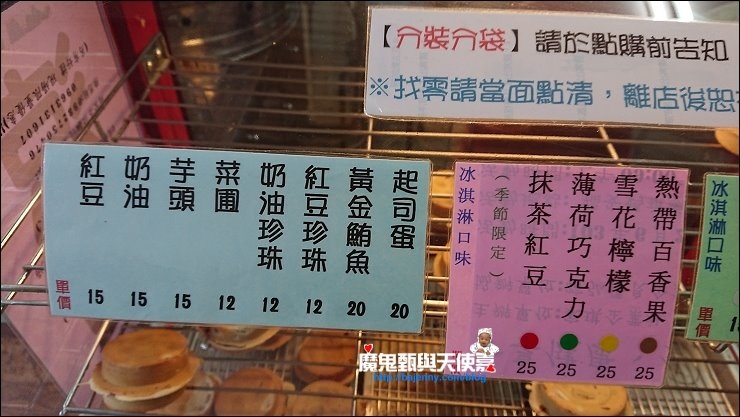 【分裝分袋】請於點購前告知
※找零請當面點清，離店後恕
起司蛋 20
黃金鮪魚 20
紅豆珍珠 12
奶油珍珠 12
菜圃 12
芋頭 15
奶油 15
紅豆 15
單價
熱帶百香果 25
雪花檸檬 25
薄荷巧克力 25
抹茶紅豆 25
(季節限定)
冰淇淋口味
單價
冰淇淋口味
單價
魔鬼甄與天使嘉